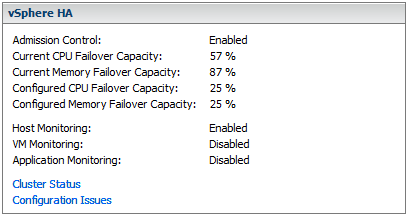 vSphere HA
Admission Control: Enabled
Current CPU Failover Capacity: 57 %
Current Memory Failover Capacity: 87 %
Configured CPU Failover Capacity: 25 %
Configured Memory Failover Capacity: 25 %
Host Monitoring: Enabled
VM Monitoring: Disabled
Application Monitoring: Disabled
Cluster Status
Configuration Issues